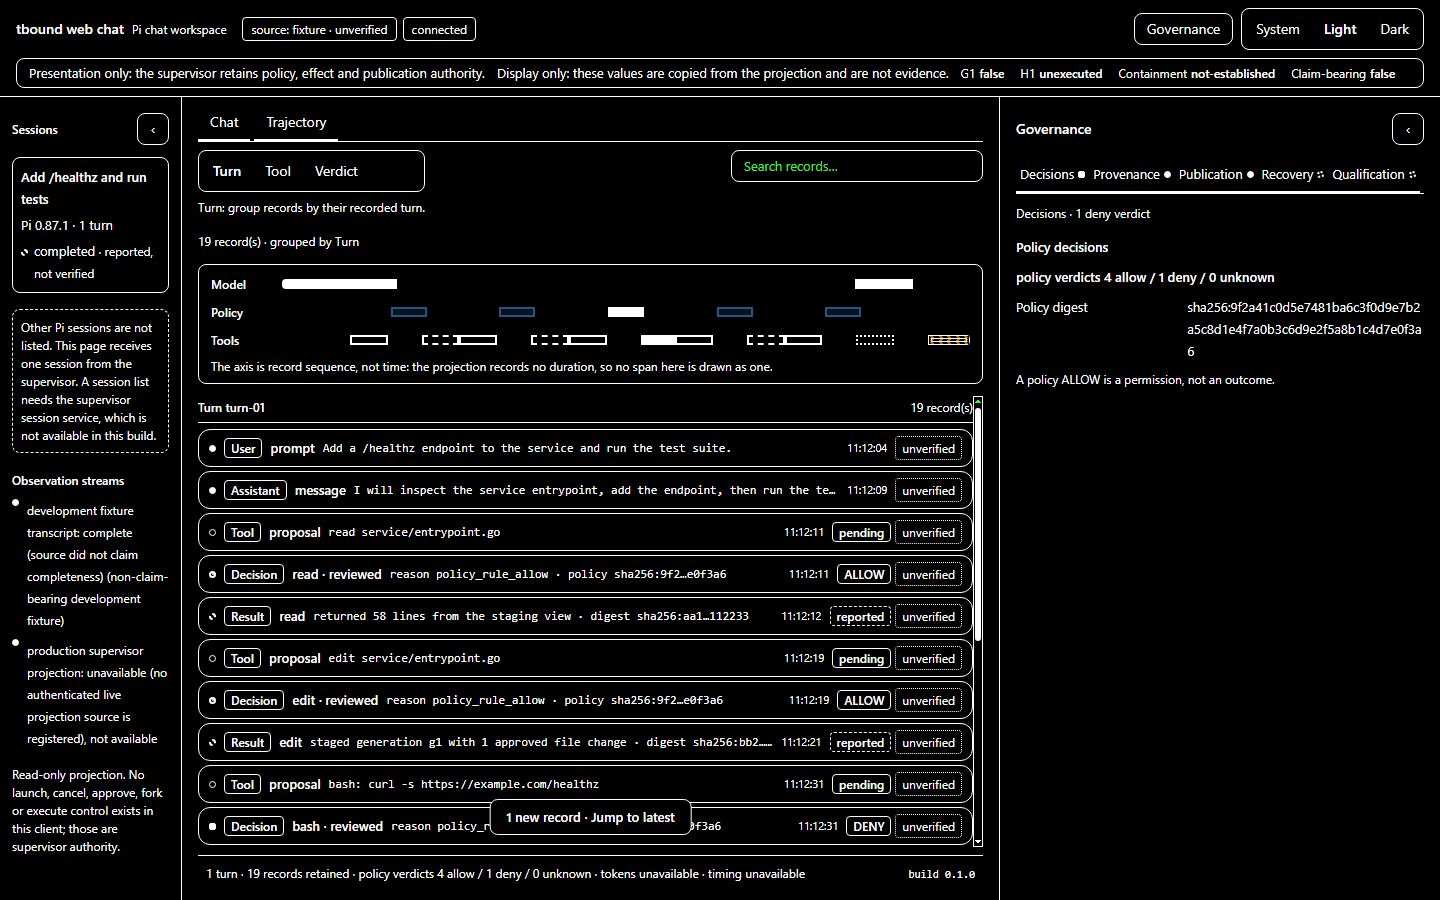 tbound web chat Pi chat workspace source: fixture · unverified connected Governance System Light Dark
Presentation only: the supervisor retains policy, effect and publication authority. Display only: these values are copied from the projection and are not evidence. G1 false H1 unexecuted Containment not-established Claim-bearing false
Sessions
Add /healthz and run
tests
Pi 0.87.1 · 1 turn
completed · reported,
not verified
Other Pi sessions are not
listed. This page receives
one session from the
supervisor. A session list
needs the supervisor
session service, which is
not available in this build.
Observation streams
development fixture
transcript: complete
(source did not claim
completeness) (non-claim-
bearing development
fixture)
production supervisor
projection: unavailable (no
authenticated live
projection source is
registered), not available
Read-only projection. No
launch, cancel, approve, fork
or execute control exists in
this client; those are
supervisor authority.
Chat Trajectory
Turn Tool Verdict
Search records...
Turn: group records by their recorded turn.
19 record(s) · grouped by Turn
Model
Policy
Tools
The axis is record sequence, not time: the projection records no duration, so no span here is drawn as one.
Turn turn-01 19 record(s)
User prompt Add a /healthz endpoint to the service and run the test suite. 11:12:04 unverified
Assistant message I will inspect the service entrypoint, add the endpoint, then run the te… 11:12:09 unverified
Tool proposal read service/entrypoint.go 11:12:11 pending unverified
Decision read · reviewed reason policy_rule_allow · policy sha256:9f2…e0f3a6 11:12:11 ALLOW unverified
Result read returned 58 lines from the staging view · digest sha256:aa1…112233 11:12:12 reported unverified
Tool proposal edit service/entrypoint.go 11:12:19 pending unverified
Decision edit · reviewed reason policy_rule_allow · policy sha256:9f2…e0f3a6 11:12:19 ALLOW unverified
Result edit staged generation g1 with 1 approved file change · digest sha256:bb2…… 11:12:21 reported unverified
Tool proposal bash: curl -s https://example.com/healthz 11:12:31 pending unverified
Decision bash · reviewed reason policy_r 0f3a6 11:12:31 DENY unverified
1 new record · Jump to latest
1 turn · 19 records retained · policy verdicts 4 allow / 1 deny / 0 unknown · tokens unavailable · timing unavailable build 0.1.0
Governance
Decisions Provenance Publication Recovery Qualification
Decisions · 1 deny verdict
Policy decisions
policy verdicts 4 allow / 1 deny / 0 unknown
Policy digest sha256:9f2a41c0d5e7481ba6c3f0d9e7b2
a5c8d1e4f7a0b3c6d9e2f5a8b1c4d7e0f3a
6
A policy ALLOW is a permission, not an outcome.